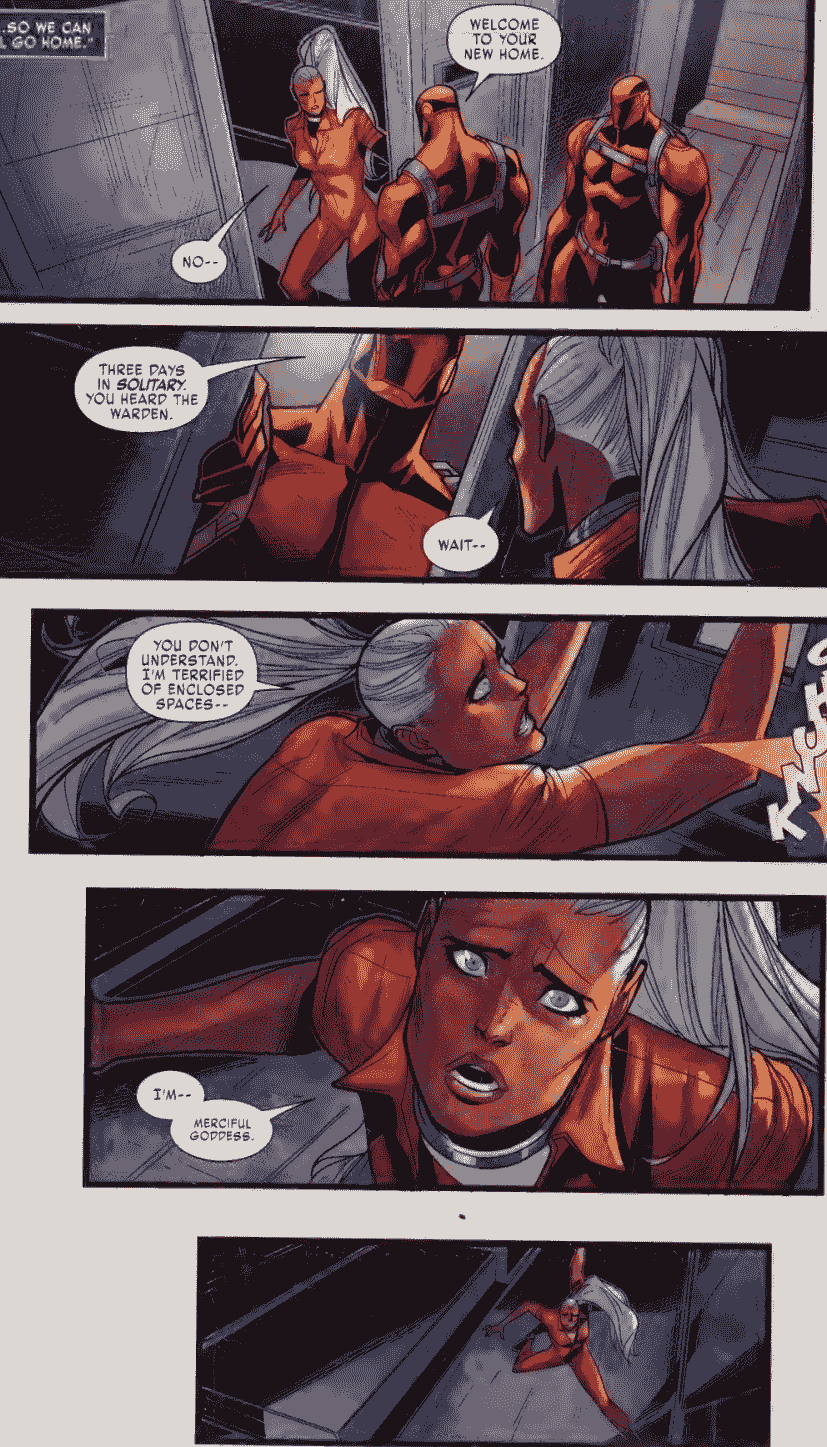 ..SO WE CAN
L GO HOME."
WELCOME
TO YOUR
NEW HOME.
NO--
THREE DAYS
IN SOLITARY.
YOU HEARD THE
WARDEN.
WAIT--
YOU DON'T
UNDERSTAND.
I'M TERRIFIED
OF ENCLOSED
SPACES--
KNCH
I'M--
MERCIFUL
GODDESS.